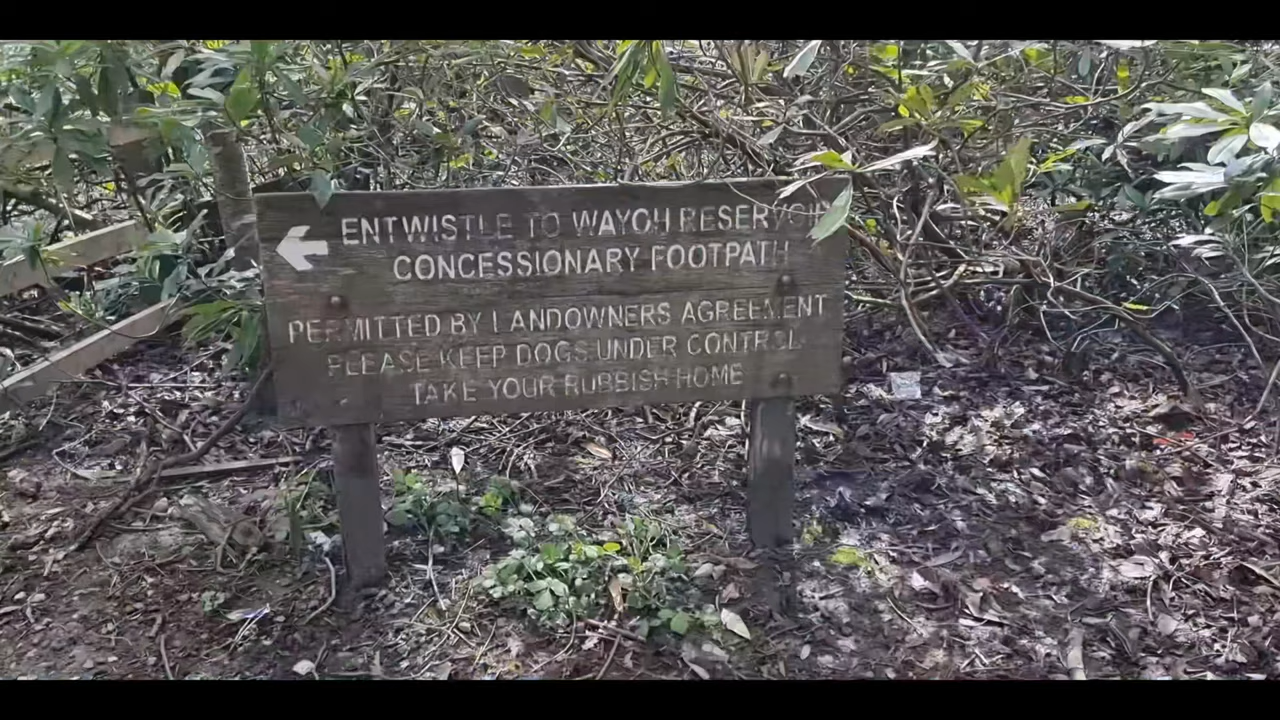 ENTWISTLE TO WAYOH RESERVOIR
CONCESSIONARY FOOTPATH
PERMITTED BY LANDOWNERS AGREEMENT
PLEASE KEEP DOGS UNDER CONTROL
TAKE YOUR RUBBISH HOME